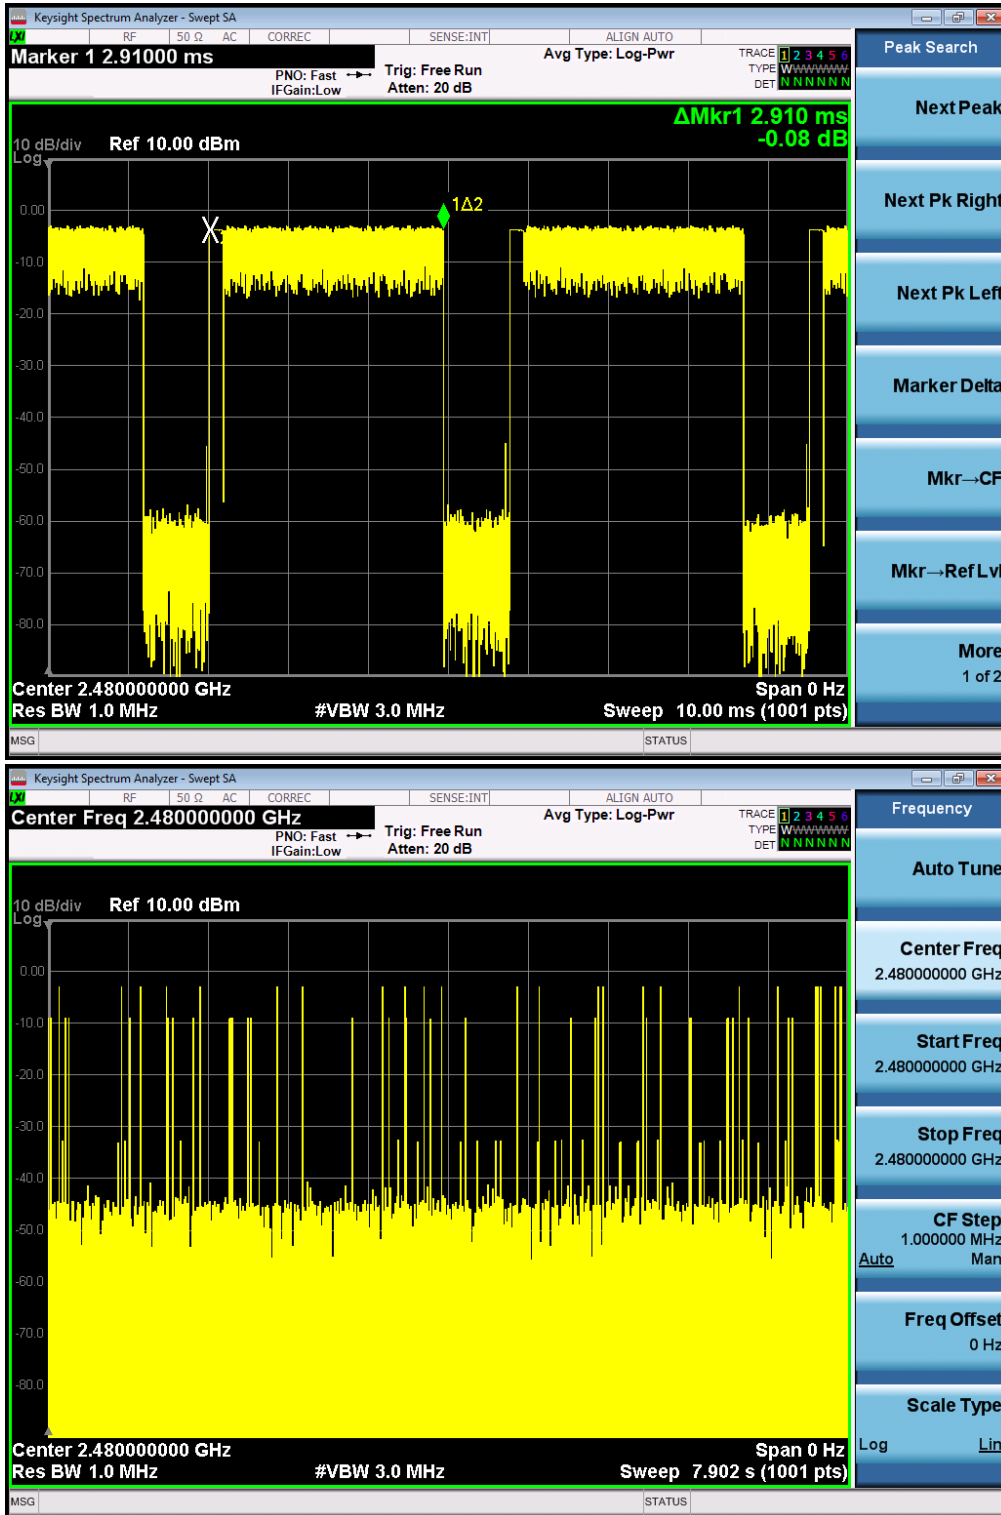 Keysight Spectrum Analyzer - Swept SA
LXI RF 50 Ω AC CORREC SENSE:INT ALIGN AUTO
Marker 1 2.91000 ms
PNO: Fast
IFGain:Low
Trig: Free Run
Atten: 20 dB
Avg Type: Log-Pwr
TRACE 1 2 3 4 5 6
TYPE WWWWWW
DET N N N N N N
ΔMkr1 2.910 ms
-0.08 dB
10 dB/div
Log
Ref 10.00 dBm
1Δ2
X
0.00
-10.0
-20.0
-30.0
-40.0
-50.0
-60.0
-70.0
-80.0
Center 2.480000000 GHz
Span 0 Hz
Res BW 1.0 MHz
#VBW 3.0 MHz
Sweep 10.00 ms (1001 pts)
MSG
STATUS
Peak Search
Next Peak
Next Pk Right
Next Pk Left
Marker Delta
Mkr→CF
Mkr→Ref Lvl
More
1 of 2
Keysight Spectrum Analyzer - Swept SA
LXI RF 50 Ω AC CORREC SENSE:INT ALIGN AUTO
Center Freq 2.480000000 GHz
PNO: Fast
IFGain:Low
Trig: Free Run
Atten: 20 dB
Avg Type: Log-Pwr
TRACE 1 2 3 4 5 6
TYPE WWWWWW
DET N N N N N N
10 dB/div
Log
Ref 10.00 dBm
0.00
-10.0
-20.0
-30.0
-40.0
-50.0
-60.0
-70.0
-80.0
Center 2.480000000 GHz
Span 0 Hz
Res BW 1.0 MHz
#VBW 3.0 MHz
Sweep 7.902 s (1001 pts)
MSG
STATUS
Frequency
Auto Tune
Center Freq
2.480000000 GHz
Start Freq
2.480000000 GHz
Stop Freq
2.480000000 GHz
CF Step
1.000000 MHz
Auto Man
Freq Offset
0 Hz
Scale Type
Log Lin